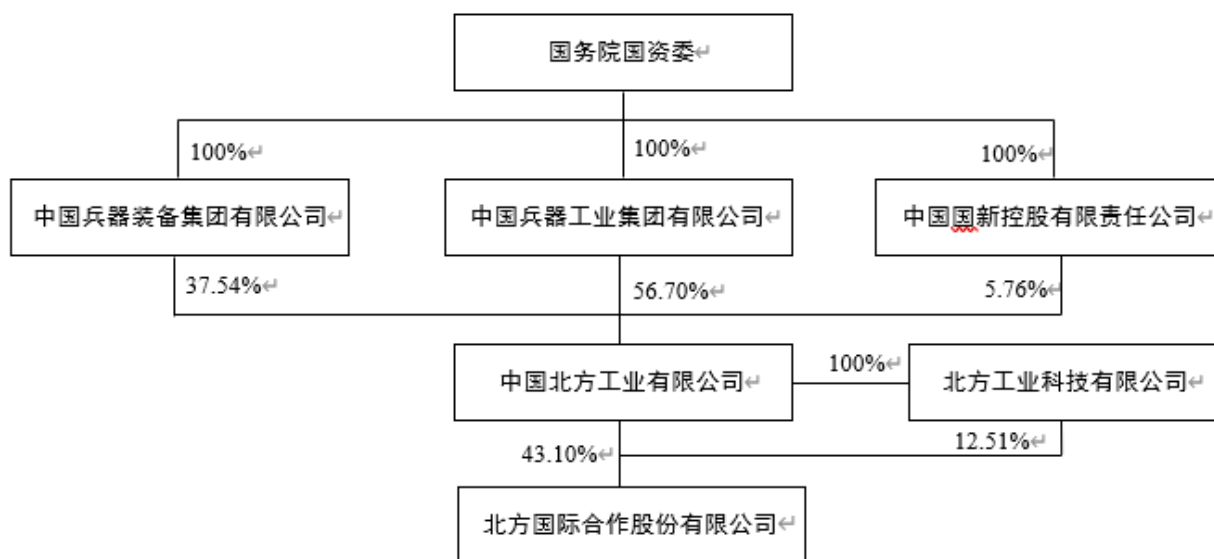 国务院国资委↵
100%↵
100%↵
100%↵
中国兵器装备集团有限公司↵
中国兵器工业集团有限公司↵
中国国新控股有限责任公司↵
37.54%↵
56.70%↵
5.76%↵
中国北方工业有限公司↵
100%↵
北方工业科技有限公司↵
43.10%↵
12.51%↵
北方国际合作股份有限公司↵